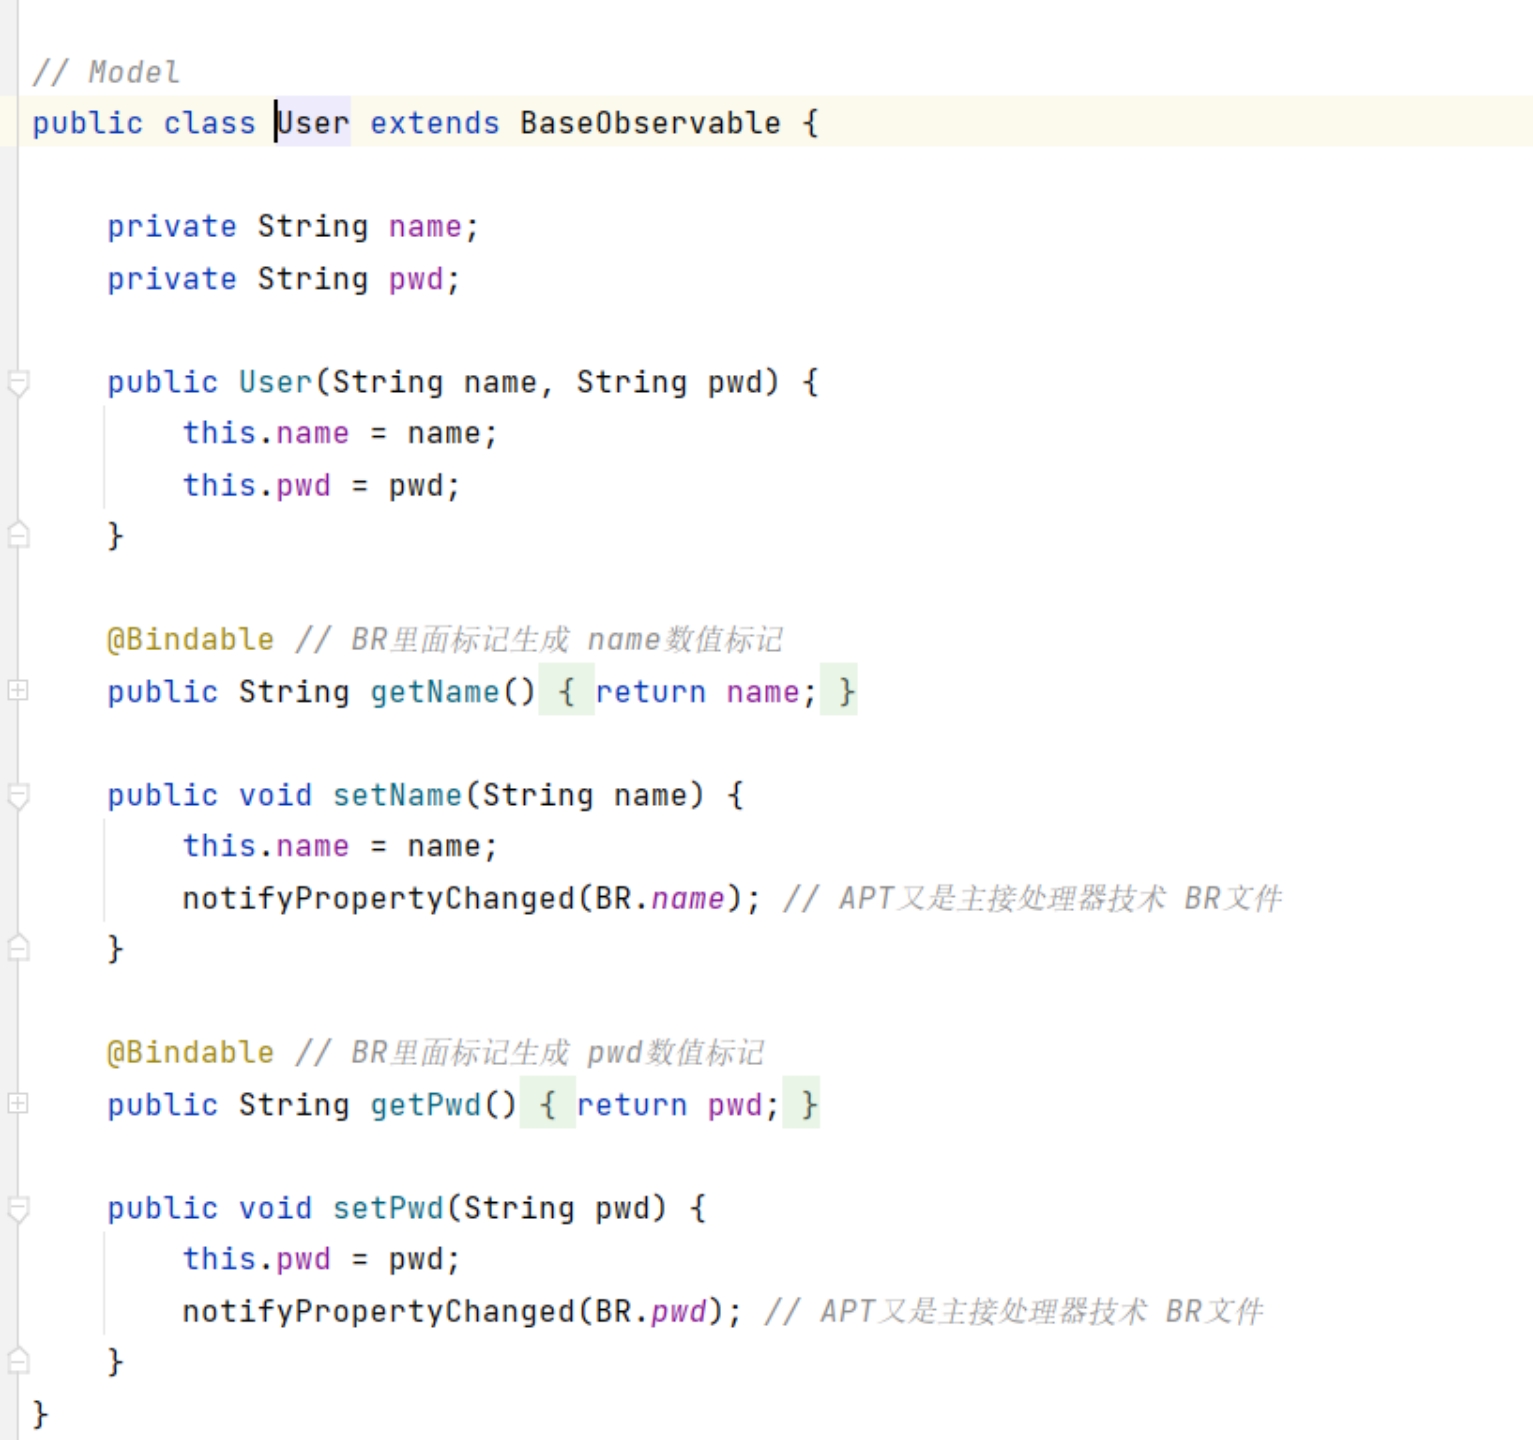 // Model
public class User extends BaseObservable {
private String name;
private String pwd;
public User(String name, String pwd) {
this.name = name;
this.pwd = pwd;
}
@Bindable // BR里面标记生成 name数值标记
public String getName() { return name; }
public void setName(String name) {
this.name = name;
notifyPropertyChanged(BR.name); // APT又是主接处理器技术 BR文件
}
@Bindable // BR里面标记生成 pwd数值标记
public String getPwd() { return pwd; }
public void setPwd(String pwd) {
this.pwd = pwd;
notifyPropertyChanged(BR.pwd); // APT又是主接处理器技术 BR文件
}
}